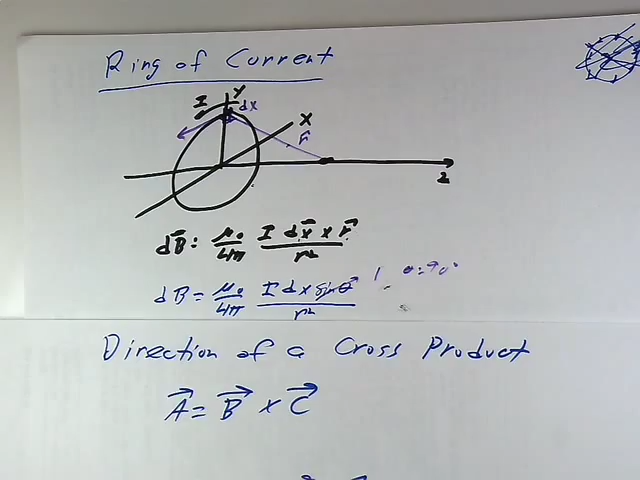 Ring of Current
I Y dx
X
r̂
z
dB⃗ = μ₀/4π I dx⃗ × r⃗ / r²
dB = μ₀/4π I dx sinθ / r² 1 θ=90°
Direction of a Cross Product
A⃗ = B⃗ × C⃗